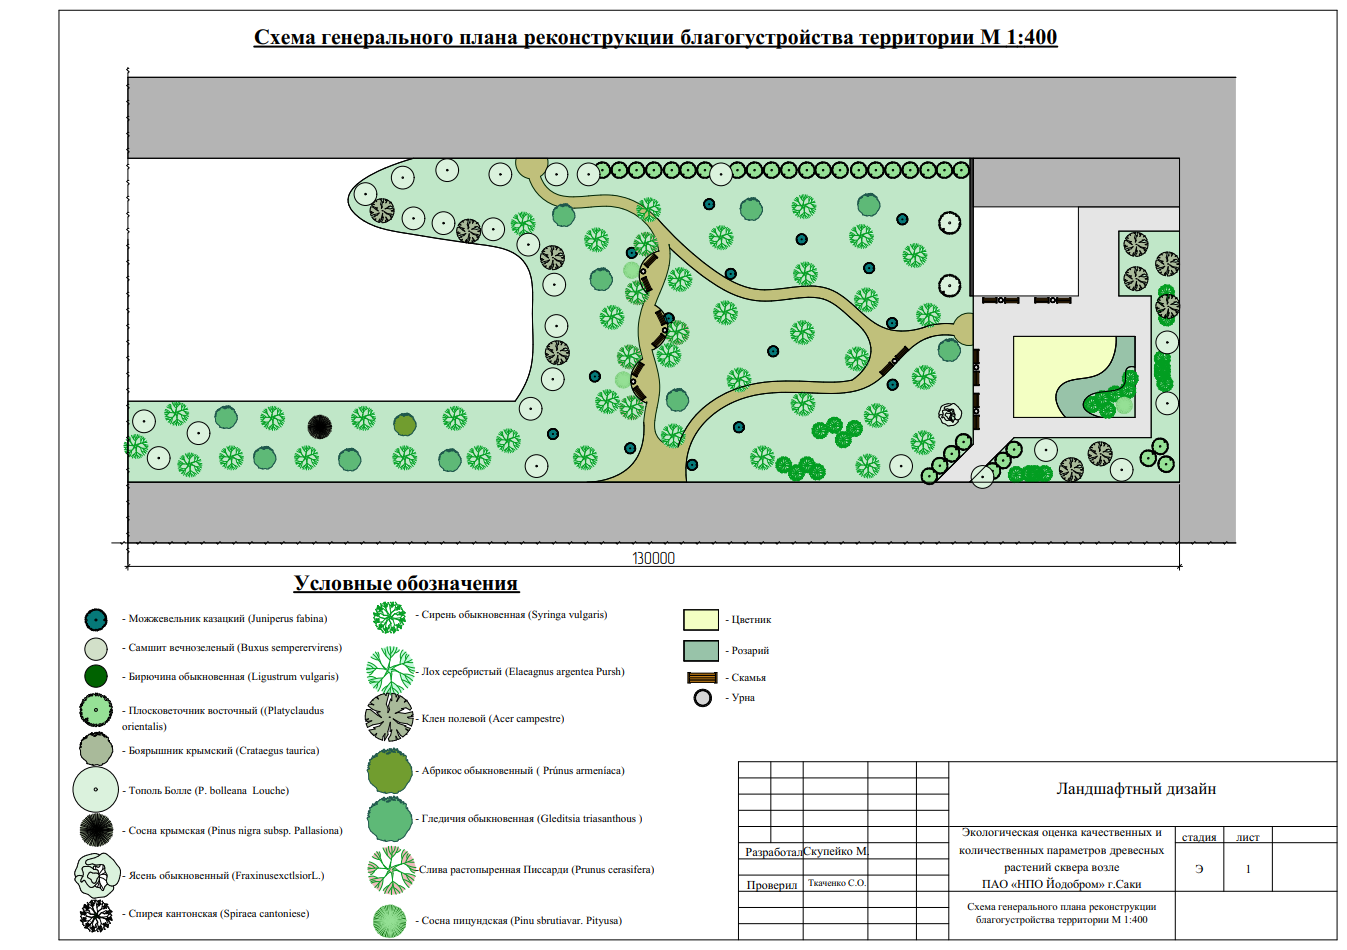 Схема генерального плана реконструкции благоустройства территории М 1:400
130000
Условные обозначения
- Можжевельник казацкий (Juniperus fabina)
- Самшит вечнозеленый (Buxus semperervirens)
- Бирючина обыкновенная (Ligustrum vulgaris)
- Плосковеточник восточный ((Platyclaudus
orientalis)
- Боярышник крымский (Crataegus taurica)
- Тополь Болле (P. bolleana Louche)
- Сосна крымская (Pinus nigra subsp. Pallasiona)
- Ясень обыкновенный (FraxinusexctlsiorL.)
- Спирея кантонская (Spiraea cantoniese)
- Сирень обыкновенная (Syringa vulgaris)
- Лох серебристый (Elaeagnus argentea Pursh)
- Клен полевой (Acer campestre)
- Абрикос обыкновенный ( Prúnus armeníaca)
- Гледичия обыкновенная (Gleditsia triasanthous )
-Слива растопыренная Писсарди (Prunus cerasifera)
- Сосна пицундская (Pinu sbrutiavar. Pityusa)
- Цветник
- Розарий
- Скамья
- Урна
Ландшафтный дизайн
Экологическая оценка качественных и
количественных параметров древесных
растений сквера возле
ПАО «НПО Йодобром» г.Саки
стадия
лист
Э
1
Разработал Скупейко М.
Проверил Ткаченко С.О.
Схема генерального плана реконструкции
благоустройства территории М 1:400